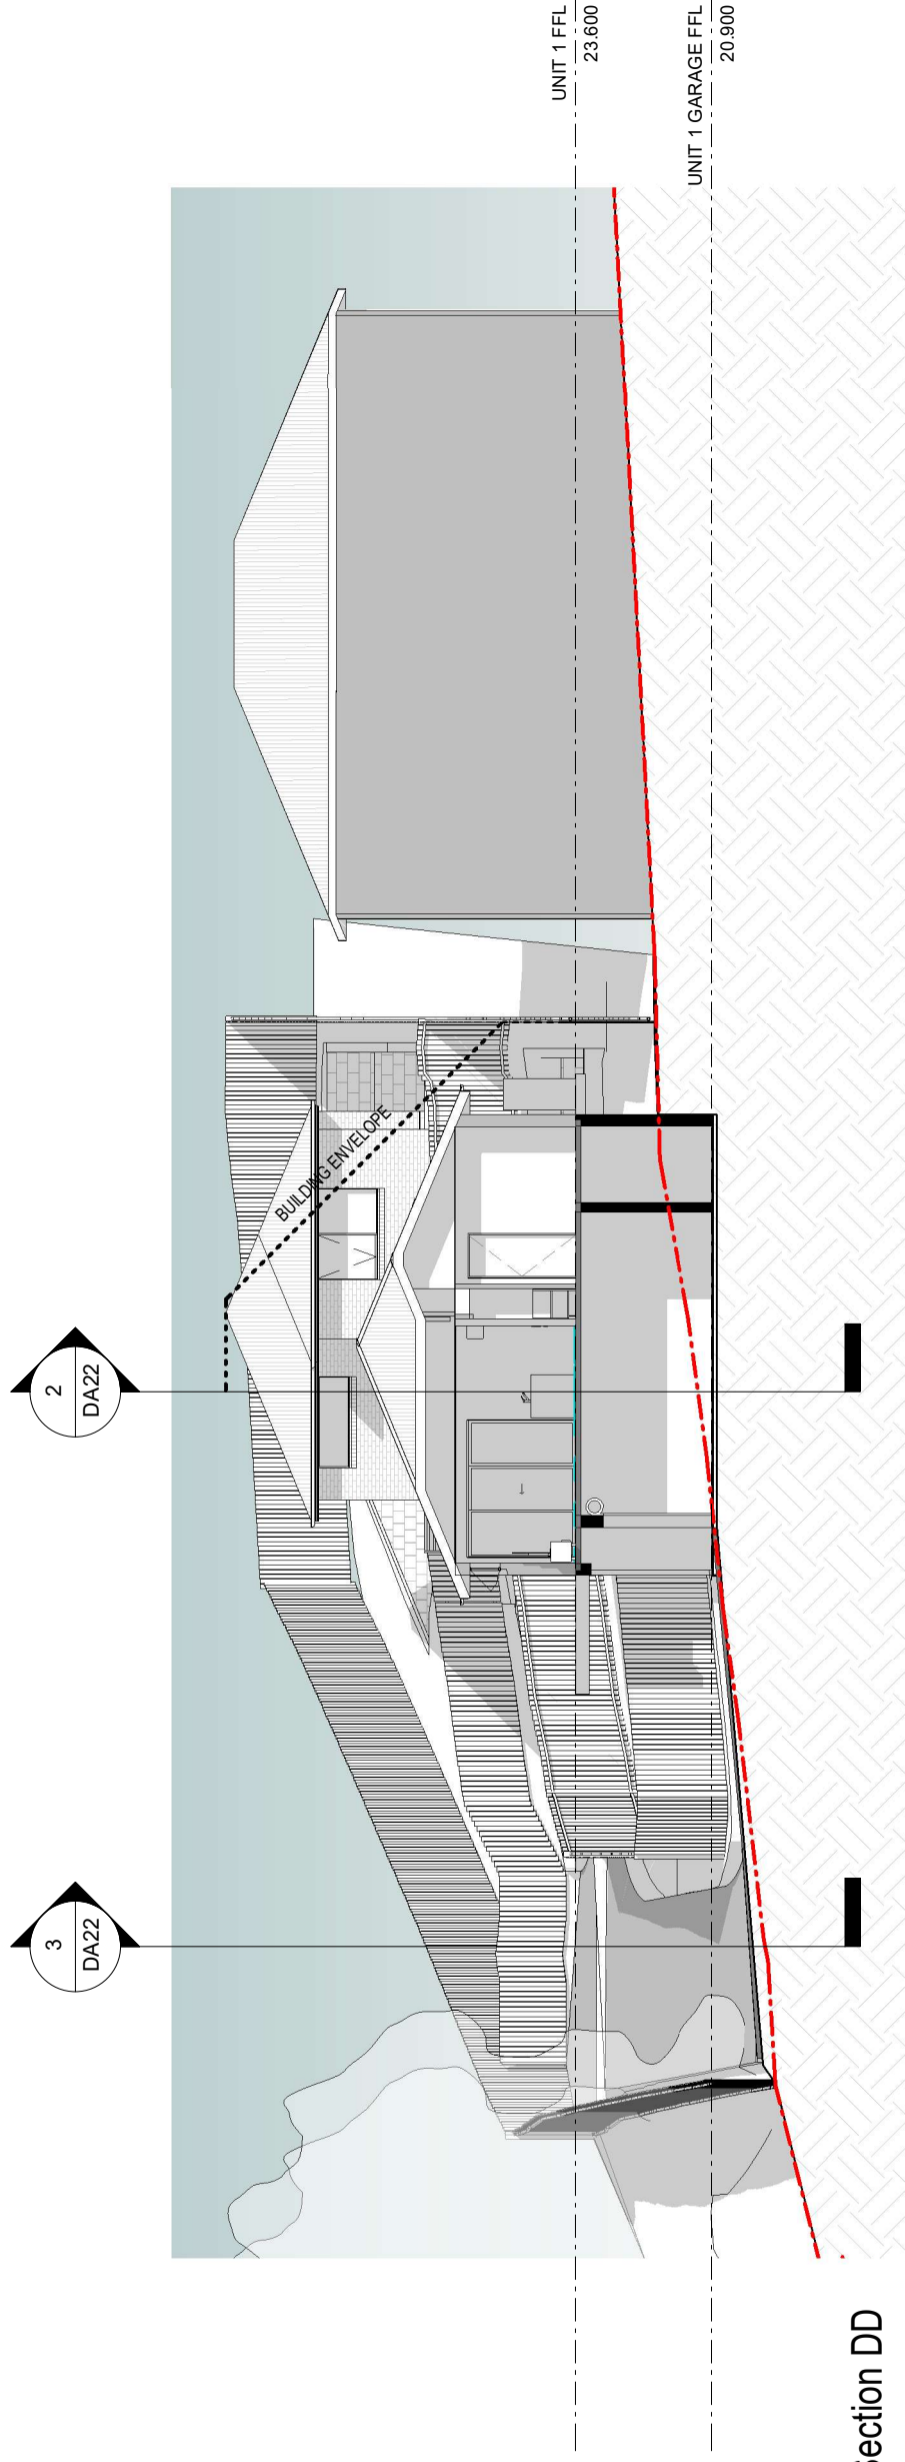 UNIT 1 FFL
23.600
UNIT 1 GARAGE FFL
20.900
BUILDING ENVELOPE
2
DA22
3
DA22
Section DD